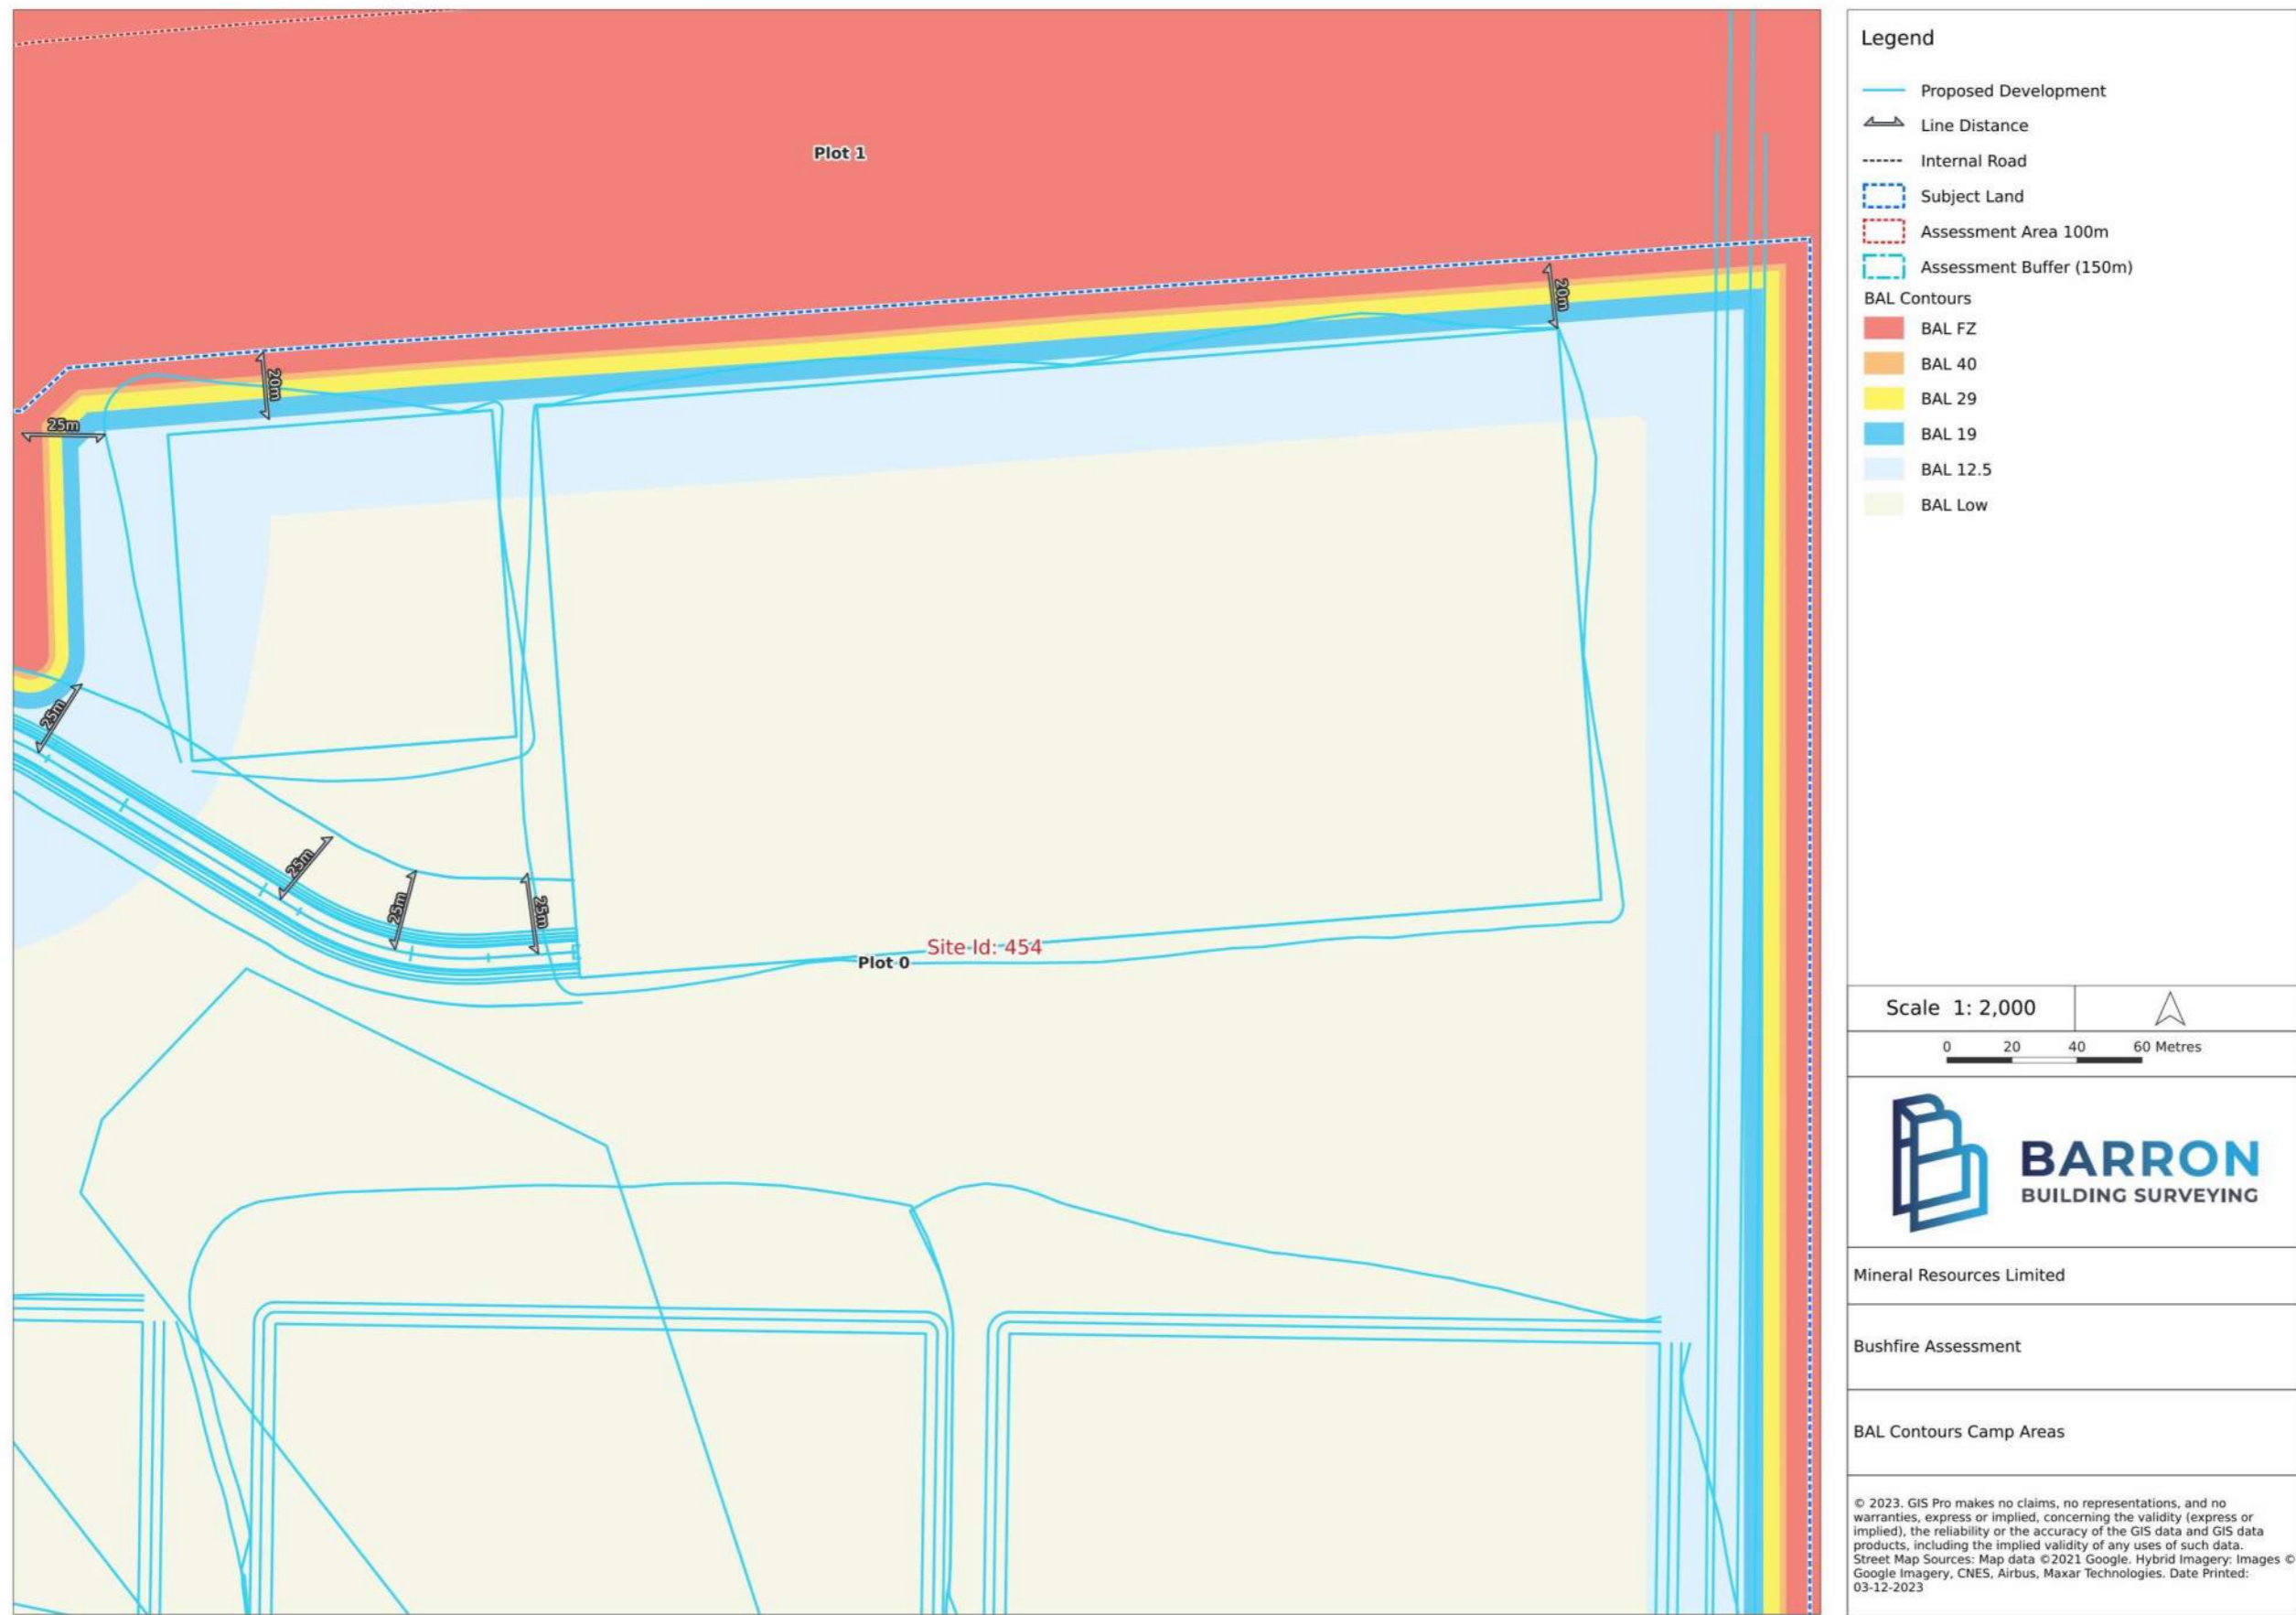 Plot 1
20m
20m
25m
25m
25m
25m
25m
Site Id: 454
Plot 0
Legend
Proposed Development
Line Distance
Internal Road
Subject Land
Assessment Area 100m
Assessment Buffer (150m)
BAL Contours
BAL FZ
BAL 40
BAL 29
BAL 19
BAL 12.5
BAL Low
Scale 1: 2,000
0 20 40 60 Metres
BARRON
BUILDING SURVEYING
Mineral Resources Limited
Bushfire Assessment
BAL Contours Camp Areas
© 2023. GIS Pro makes no claims, no representations, and no
warranties, express or implied, concerning the validity (express or
implied), the reliability or the accuracy of the GIS data and GIS data
products, including the implied validity of any uses of such data.
Street Map Sources: Map data ©2021 Google. Hybrid Imagery: Images ©
Google Imagery, CNES, Airbus, Maxar Technologies. Date Printed:
03-12-2023